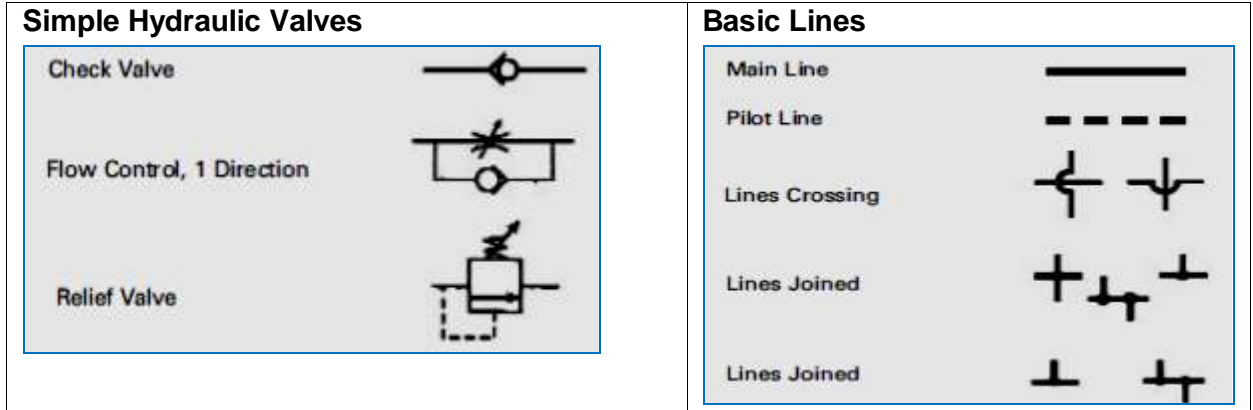 Simple Hydraulic Valves
Check Valve
Flow Control, 1 Direction
Relief Valve
Basic Lines
Main Line
Pilot Line
Lines Crossing
Lines Joined
Lines Joined